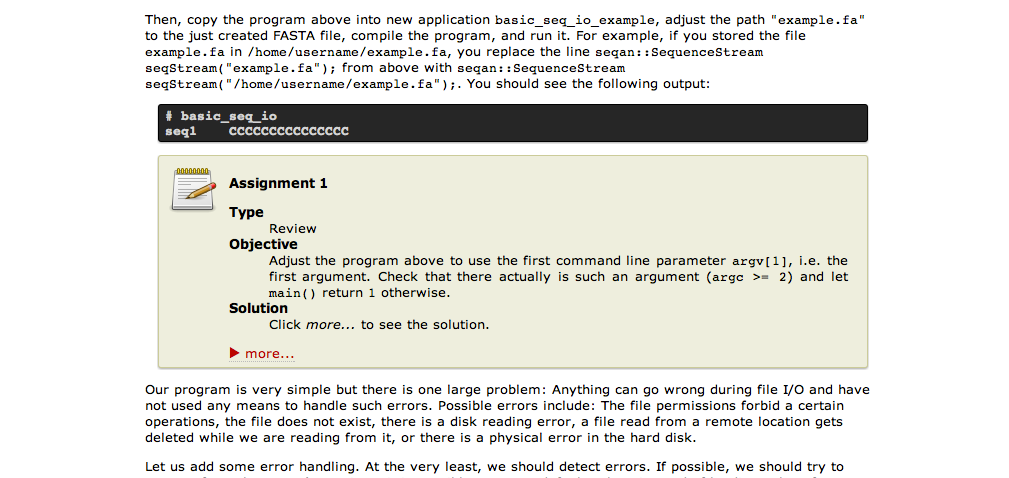 Then, copy the program above into new application basic_seq_io_example, adjust the path "example.fa"
to the just created FASTA file, compile the program, and run it. For example, if you stored the file
example.fa in /home/username/example.fa, you replace the line seqan::SequenceStream
seqStream("example.fa"); from above with seqan::SequenceStream
seqStream("/home/username/example.fa");. You should see the following output:
# basic_seq_io
seq1    CCCCCCCCCCCCCCC
Assignment 1
Type
Review
Objective
Adjust the program above to use the first command line parameter argv[1], i.e. the
first argument. Check that there actually is such an argument (argc >= 2) and let
main() return 1 otherwise.
Solution
Click more... to see the solution.
more...
Our program is very simple but there is one large problem: Anything can go wrong during file I/O and have
not used any means to handle such errors. Possible errors include: The file permissions forbid a certain
operations, the file does not exist, there is a disk reading error, a file read from a remote location gets
deleted while we are reading from it, or there is a physical error in the hard disk.
Let us add some error handling. At the very least, we should detect errors. If possible, we should try to